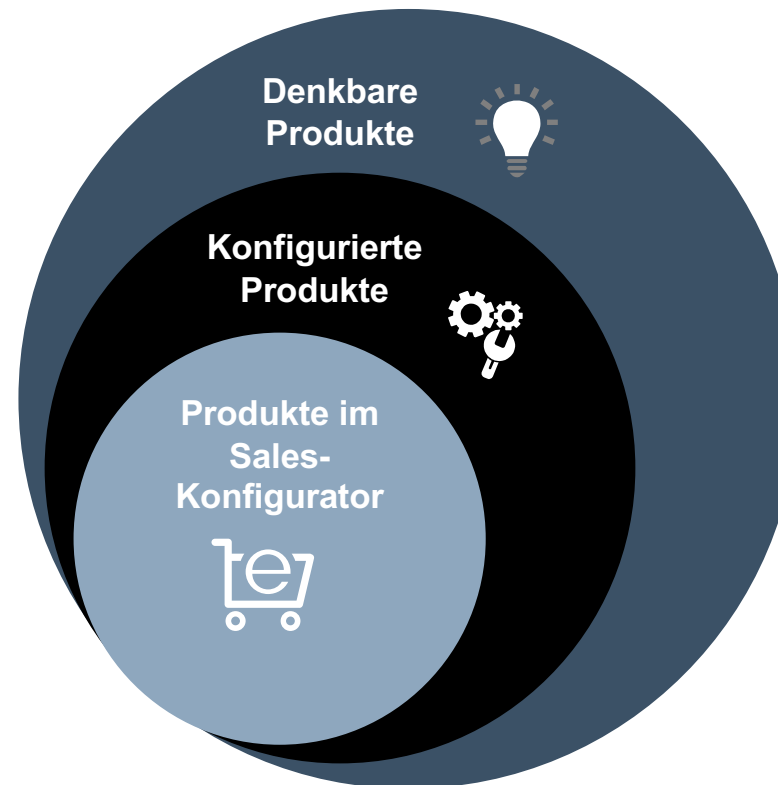 Denkbare
Produkte
Konfigurierte
Produkte
Produkte im
Sales-
Konfigurator
e